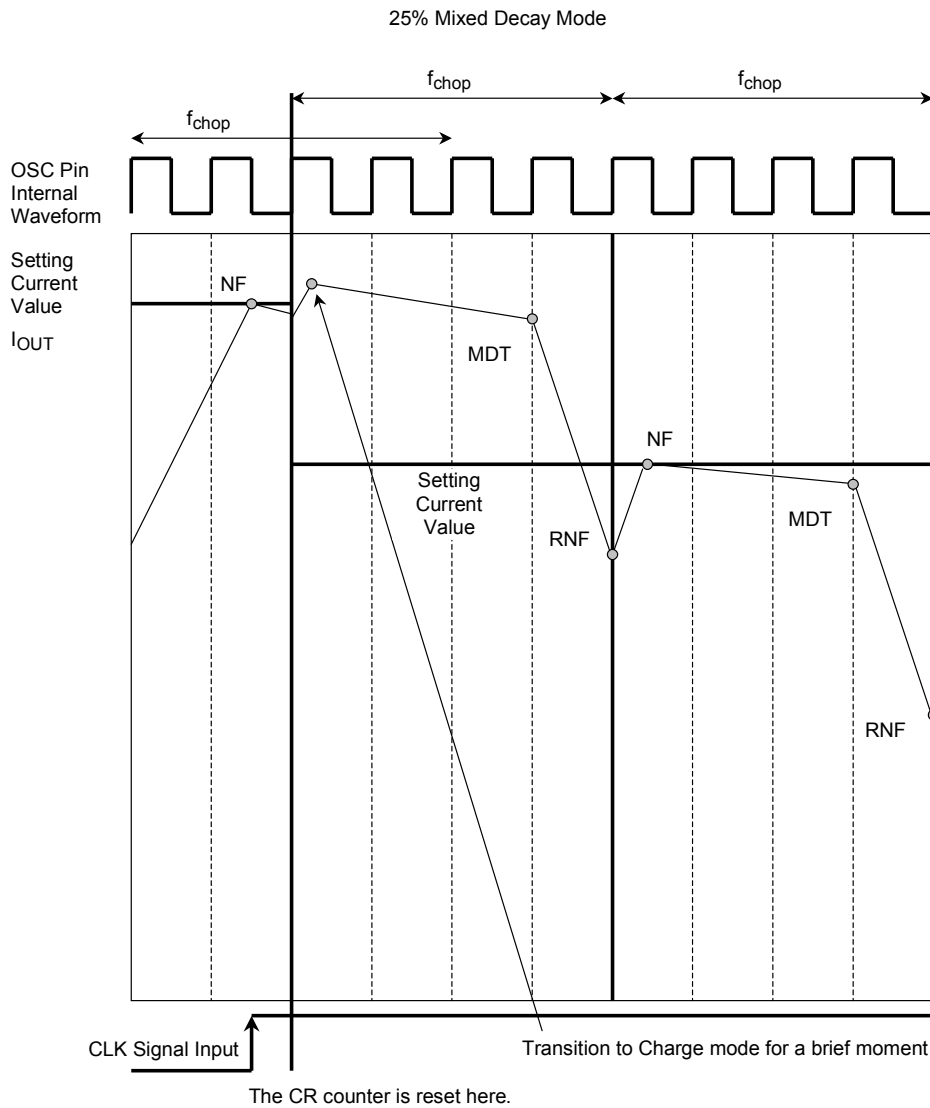 25% Mixed Decay Mode
fchop
fchop
fchop
OSC Pin
Internal
Waveform
Setting
Current
Value
IOUT
NF
MDT
NF
Setting
Current
Value
MDT
RNF
RNF
CLK Signal Input
Transition to Charge mode for a brief moment
The CR counter is reset here.